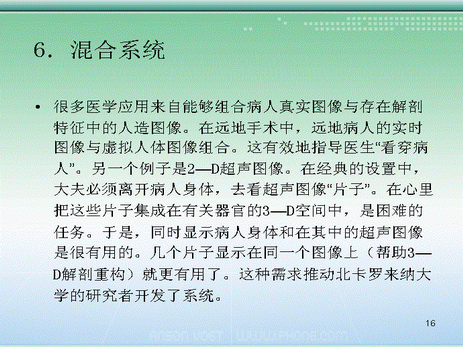 6．混合系统
• 很多医学应用来自能够组合病人真实图像与存在解剖
特征中的人造图像。在远地手术中，远地病人的实时
图像与虚拟人体图像组合。这有效地指导医生“看穿病
人”。另一个例子是2—D超声图像。在经典的设置中，
大夫必须离开病人身体，去看超声图像“片子”。在心里
把这些片子集成在有关器官的3—D空间中，是困难的
任务。于是，同时显示病人身体和在其中的超声图像
是很有用的。几个片子显示在同一个图像上（帮助3—
D解剖重构）就更有用了。这种需求推动北卡罗来纳大
学的研究者开发了系统。
16